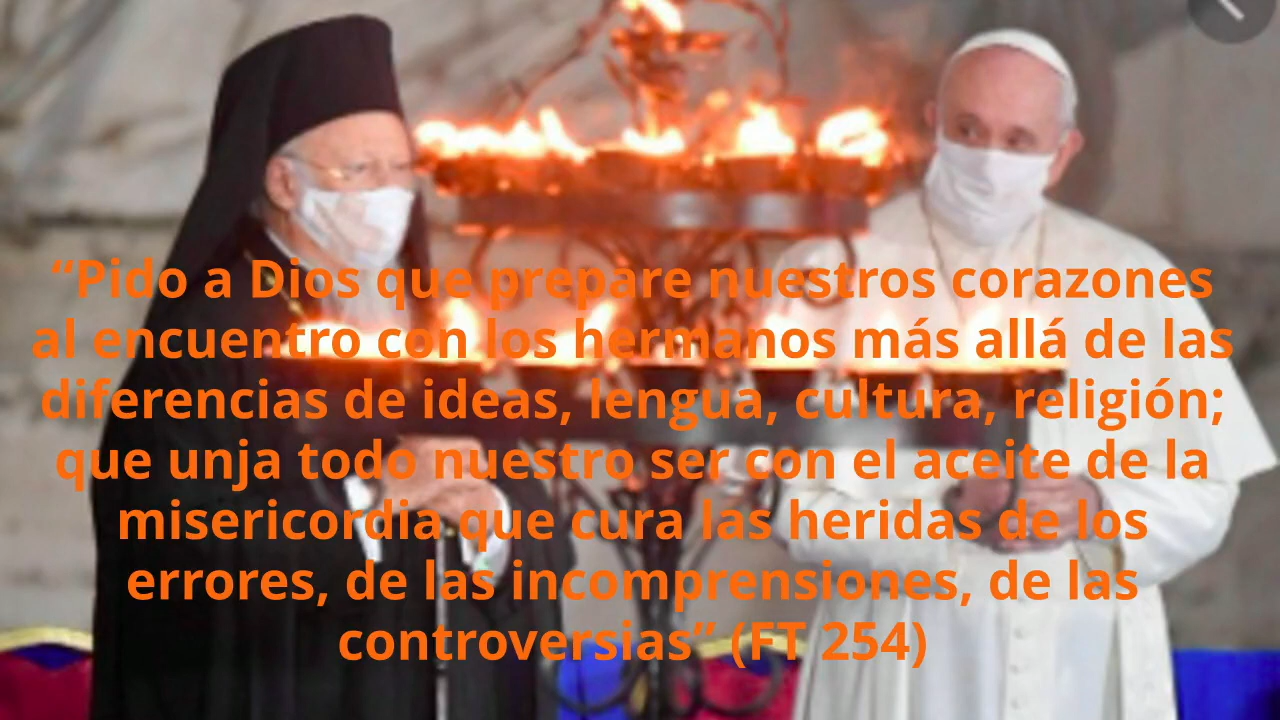 “Pido a Dios que prepare nuestros corazones
al encuentro con los hermanos más allá de las
diferencias de ideas, lengua, cultura, religión;
que unja todo nuestro ser con el aceite de la
misericordia que cura las heridas de los
errores, de las incomprensiones, de las
controversias” (FT 254)